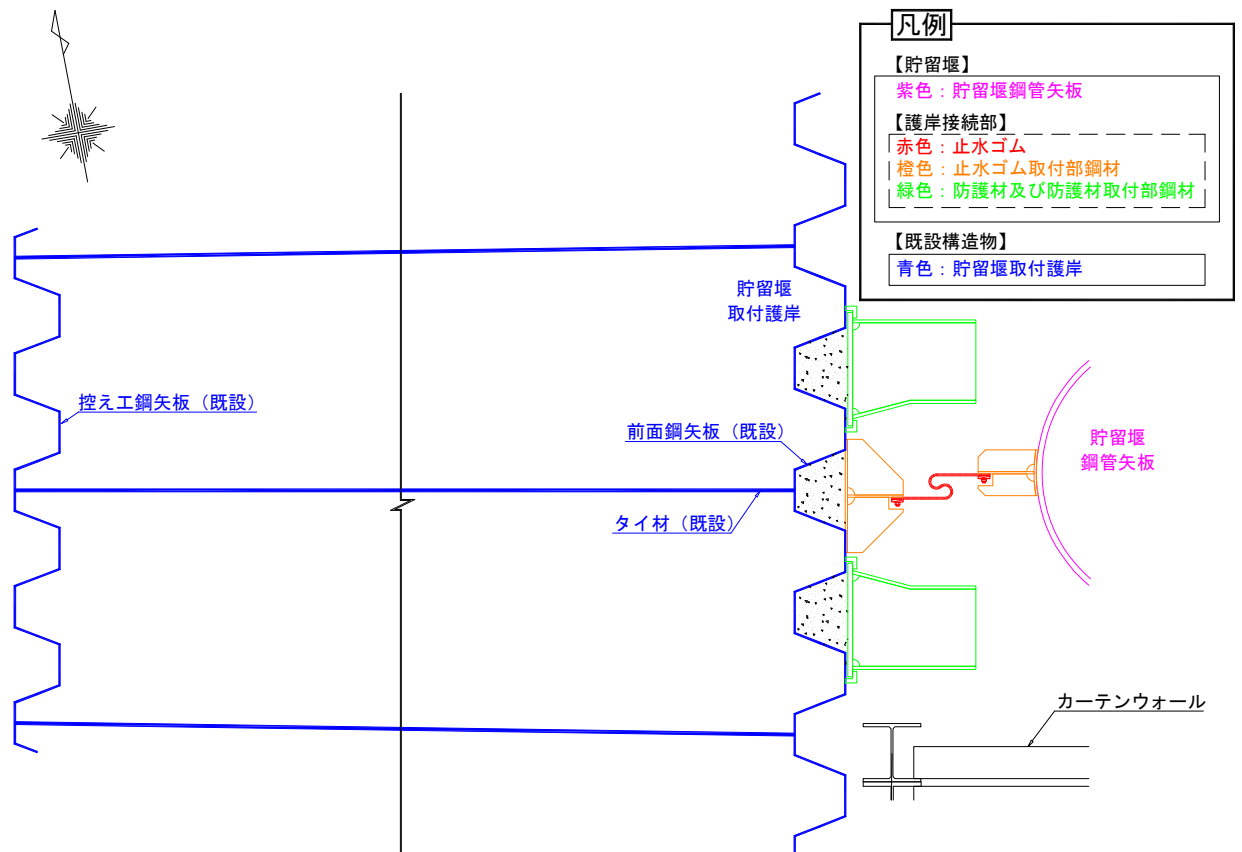 凡例
【貯留堰】
紫色：貯留堰鋼管矢板
【護岸接続部】
赤色：止水ゴム
橙色：止水ゴム取付部鋼材
緑色：防護材及び防護材取付部鋼材
【既設構造物】
青色：貯留堰取付護岸
貯留堰
取付護岸
控え工鋼矢板（既設）
前面鋼矢板（既設）
貯留堰
鋼管矢板
タイ材（既設）
カーテンウォール